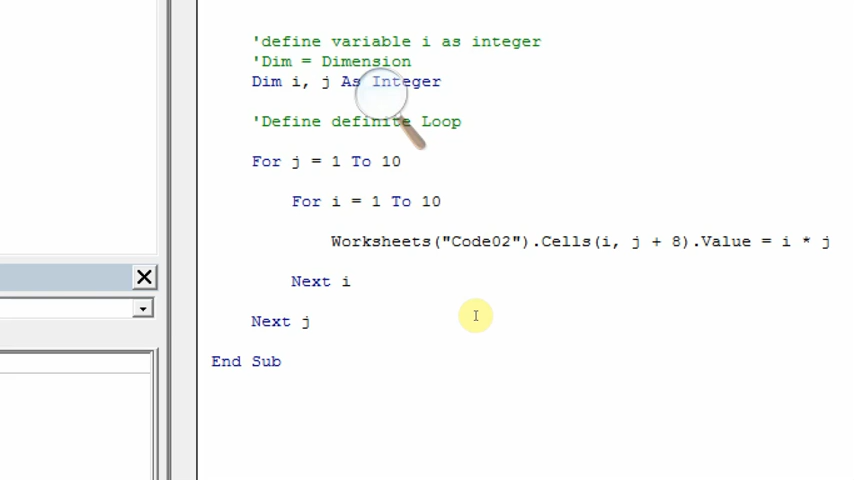 'define variable i as integer
'Dim = Dimension
Dim i, j As Integer
'Define definite Loop
For j = 1 To 10
For i = 1 To 10
Worksheets("Code02").Cells(i, j + 8).Value = i * j
Next i
Next j
End Sub